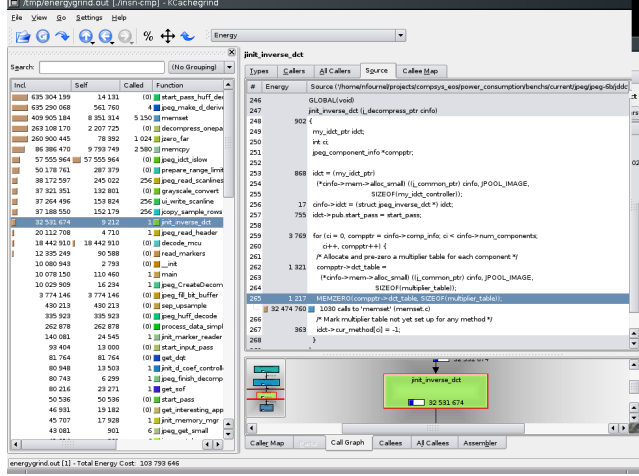 /tmp/energygrind.out [./insn-cmp] - KCachegrind
File View Go Settings Help
% Energy
Search: (No Grouping)
Incl. Self Called Function
635 304 199 14 131 (0) start_pass_huff_dec
635 290 068 561 760 4 jpeg_make_d_derive
409 905 184 8 351 314 5 150 memset
263 108 170 2 207 725 (0) decompress_onepa
260 900 445 78 392 1 024 jzero_far
86 386 470 9 793 749 2 580 memcpy
57 555 964 57 555 964 (0) jpeg_idct_islow
50 178 761 287 379 (0) prepare_range_limit
38 172 597 245 022 256 jpeg_read_scanlines
37 321 351 132 801 (0) grayscale_convert
37 264 496 153 824 256 ui_write_scanline
37 188 550 152 179 256 jcopy_sample_rows
32 531 674 9 212 1 jinit_inverse_dct
20 112 708 4 710 1 jpeg_read_header
18 442 910 18 442 910 (0) decode_mcu
12 335 249 90 588 (0) read_markers
10 080 943 2 793 (0) __init
10 078 150 110 460 1 main
10 029 909 16 234 1 jpeg_CreateDecom
3 774 146 3 774 146 (0) jpeg_fill_bit_buffer
430 213 430 213 (0) sep_upsample
335 923 335 923 (0) jpeg_huff_decode
262 878 262 878 (0) process_data_simpl
140 081 24 545 1 jinit_marker_reader
93 404 13 000 (0) start_input_pass
81 764 81 764 (0) get_dqt
80 948 13 503 1 jinit_d_coef_controll
80 743 6 299 1 jpeg_finish_decomp
80 216 23 271 1 get_sof
50 536 50 536 (0) start_pass
46 931 19 182 (0) get_interesting_app
45 707 17 928 1 jinit_memory_mgr
43 081 901 6 jpeg_get_small
jinit_inverse_dct
Types Callers All Callers Source Callee Map
# Energy Source ('/home/nfournel/projects/compsys_eos/power_consumption/benchs/current/jpeg/jpeg-6b/jddc
246 GLOBAL(void)
247 jinit_inverse_dct (j_decompress_ptr cinfo)
248 902 {
249 my_idct_ptr idct;
250 int ci;
251 jpeg_component_info *compptr;
252
253 868 idct = (my_idct_ptr)
254 (*cinfo->mem->alloc_small) ((j_common_ptr) cinfo, JPOOL_IMAGE,
255 SIZEOF(my_idct_controller));
256 17 cinfo->idct = (struct jpeg_inverse_dct *) idct;
257 755 idct->pub.start_pass = start_pass;
258
259 3 769 for (ci = 0, compptr = cinfo->comp_info; ci < cinfo->num_components;
260 ci++, compptr++) {
261 /* Allocate and pre-zero a multiplier table for each component */
262 1 321 compptr->dct_table =
263 (*cinfo->mem->alloc_small) ((j_common_ptr) cinfo, JPOOL_IMAGE,
264 SIZEOF(multiplier_table));
265 1 217 MEMZERO(compptr->dct_table, SIZEOF(multiplier_table));
32 474 760 1030 calls to 'memset' (memset.c)
266 /* Mark multiplier table not yet set up for any method */
267 363 idct->cur_method[ci] = -1;
268 }
32 531 674
jinit_inverse_dct
32 531 674
Caller Map Call Graph Callees All Callees Assembler
energygrind.out [1] - Total Energy Cost: 103 793 646